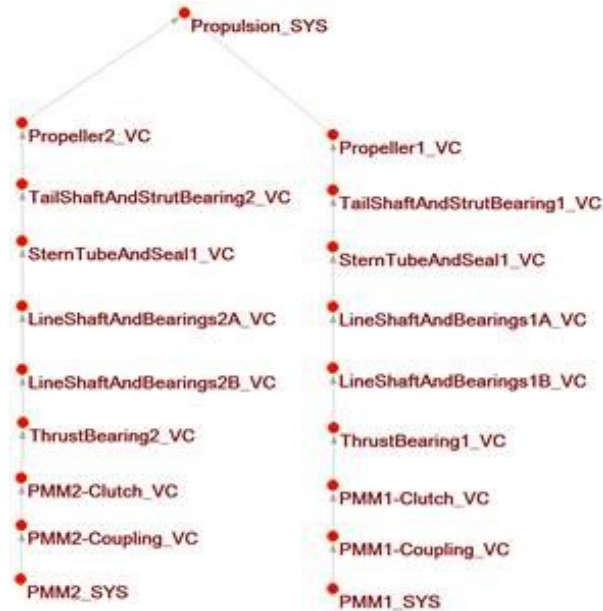 Propulsion_SYS
Propeller2_VC
Propeller1_VC
TailShaftAndStrutBearing2_VC
TailShaftAndStrutBearing1_VC
SternTubeAndSeal1_VC
SternTubeAndSeal1_VC
LineShaftAndBearings2A_VC
LineShaftAndBearings1A_VC
LineShaftAndBearings2B_VC
LineShaftAndBearings1B_VC
ThrustBearing2_VC
ThrustBearing1_VC
PMM2-Clutch_VC
PMM1-Clutch_VC
PMM2-Coupling_VC
PMM1-Coupling_VC
PMM2_SYS
PMM1_SYS